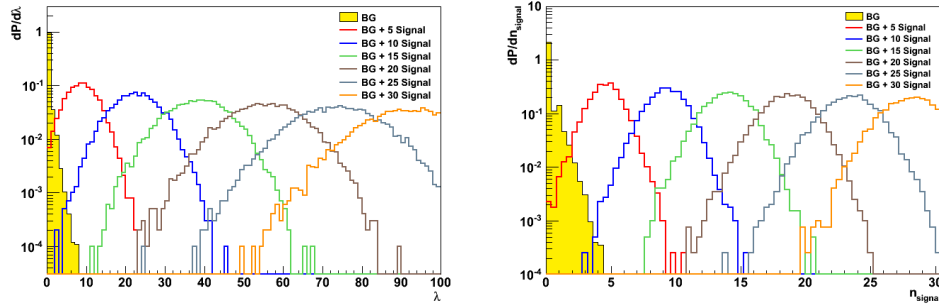 dP/dλ
1
10⁻¹
10⁻²
10⁻³
10⁻⁴
BG
BG + 5 Signal
BG + 10 Signal
BG + 15 Signal
BG + 20 Signal
BG + 25 Signal
BG + 30 Signal
0 10 20 30 40 50 60 70 80 90 100
λ
dP/dn_signal
10
1
10⁻¹
10⁻²
10⁻³
10⁻⁴
BG
BG + 5 Signal
BG + 10 Signal
BG + 15 Signal
BG + 20 Signal
BG + 25 Signal
BG + 30 Signal
0 5 10 15 20 25 30
n_signal